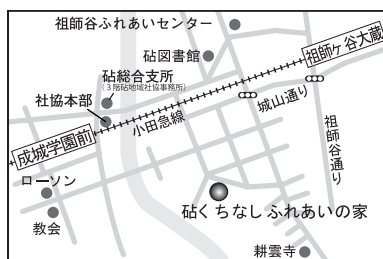 祖師谷ふれあいセンター
砧図書館
祖師ヶ谷大蔵
砧総合支所
（3階砧地域社協事務所）
社協本部
小田急線
城山通り
祖師谷通り
成城学園前
ローソン
教会
砧くちなしふれあいの家
耕雲寺